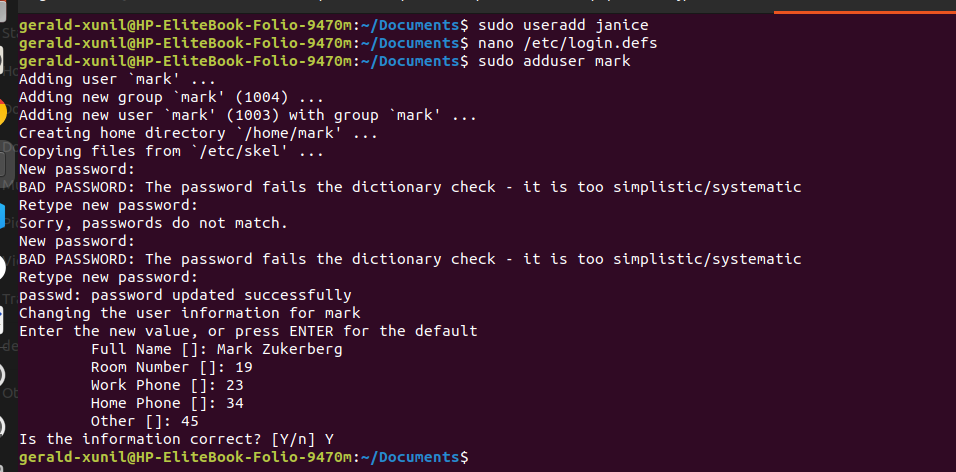 gerald-xunil@HP-EliteBook-Folio-9470m:~/Documents$ sudo useradd janice
gerald-xunil@HP-EliteBook-Folio-9470m:~/Documents$ nano /etc/login.defs
gerald-xunil@HP-EliteBook-Folio-9470m:~/Documents$ sudo adduser mark
Adding user `mark' ...
Adding new group `mark' (1004) ...
Adding new user `mark' (1003) with group `mark' ...
Creating home directory `/home/mark' ...
Copying files from `/etc/skel' ...
New password:
BAD PASSWORD: The password fails the dictionary check - it is too simplistic/systematic
Retype new password:
Sorry, passwords do not match.
New password:
BAD PASSWORD: The password fails the dictionary check - it is too simplistic/systematic
Retype new password:
passwd: password updated successfully
Changing the user information for mark
Enter the new value, or press ENTER for the default
        Full Name []: Mark Zukerberg
        Room Number []: 19
        Work Phone []: 23
        Home Phone []: 34
        Other []: 45
Is the information correct? [Y/n] Y
gerald-xunil@HP-EliteBook-Folio-9470m:~/Documents$